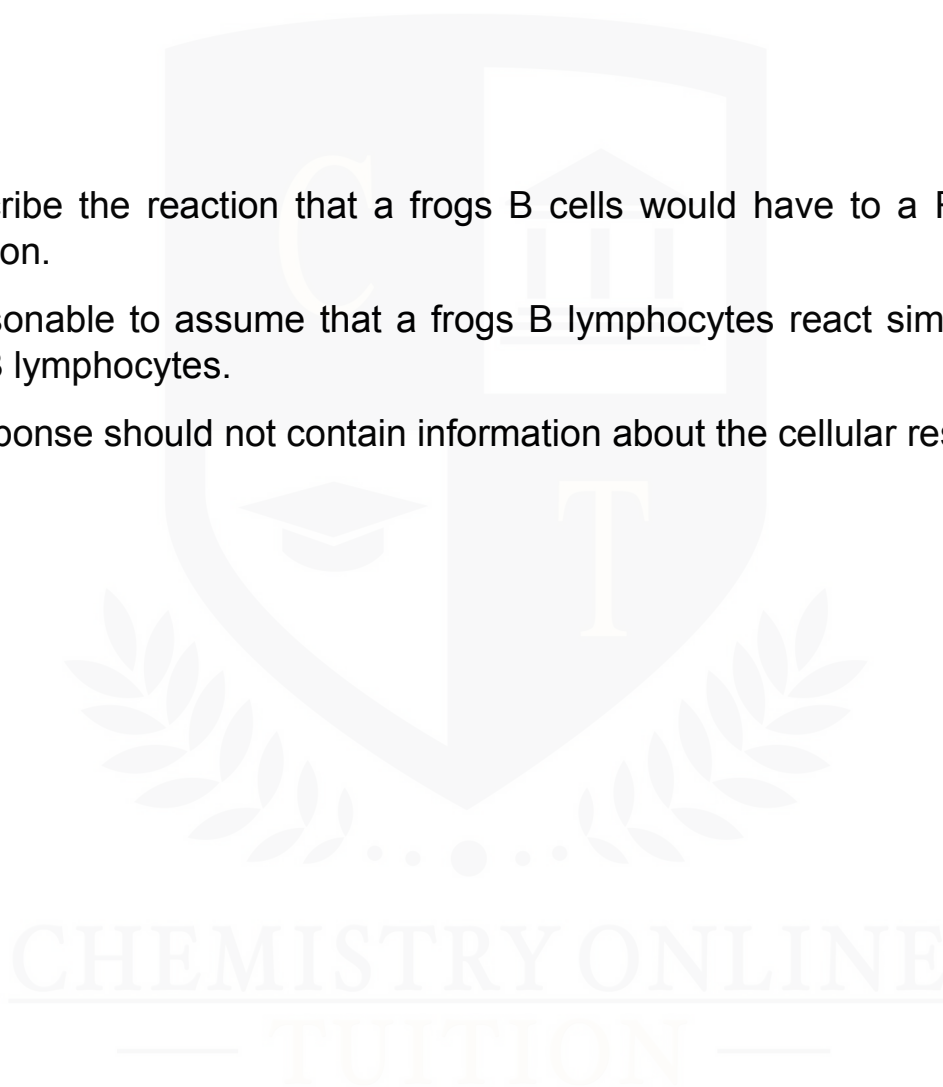 ribe the reaction that a frogs B cells would have to a
on.
sonable to assume that a frogs B lymphocytes react sim
lymphocytes.
ponse should not contain information about the cellular res
C
T
CHEMISTRY ONLINE
TUITION